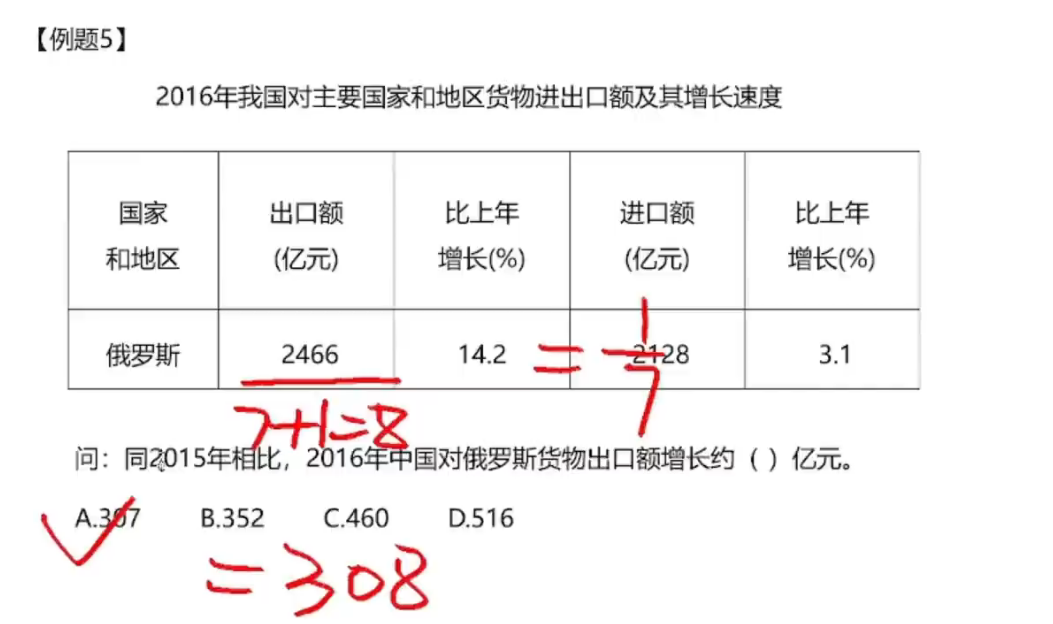 【例题5】
2016年我国对主要国家和地区货物进出口额及其增长速度
国家和地区 出口额(亿元) 比上年增长(%) 进口额(亿元) 比上年增长(%)
俄罗斯 2466 14.2 = 1/7 2128 3.1
7+1=8
问：同2015年相比，2016年中国对俄罗斯货物出口额增长约（ ）亿元。
A.307 B.352 C.460 D.516
=308